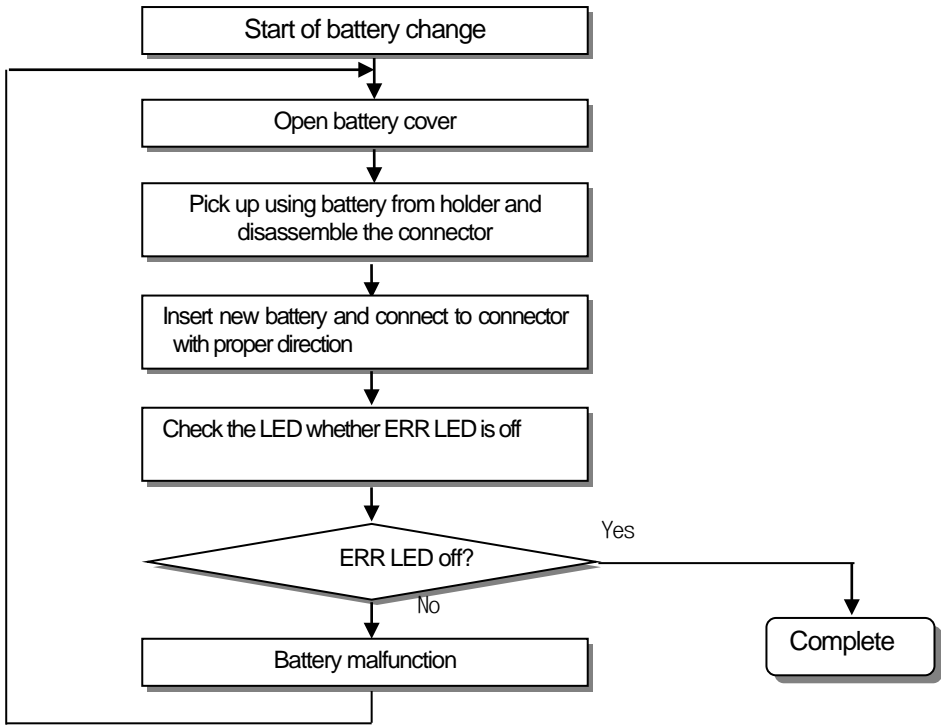 Start of battery change
Open battery cover
Pick up using battery from holder and
disassemble the connector
Insert new battery and connect to connector
with proper direction
Check the LED whether ERR LED is off
ERR LED off?
Yes
No
Battery malfunction
Complete